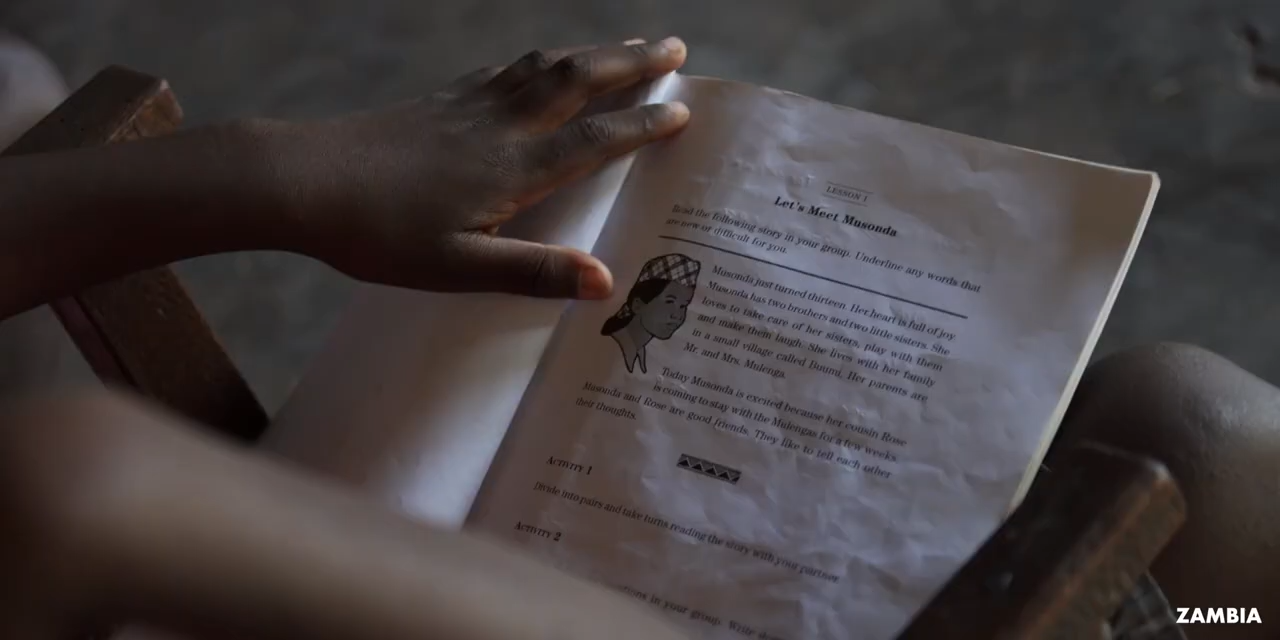 LESSON 1
Let's Meet Musonda
Read the following story in your group. Underline any words that
are new or difficult for you.
Musonda just turned thirteen. Her heart is full of joy
Musonda has two brothers and two little sisters. She
loves to take care of her sisters, play with them
and make them laugh. She lives with her family
in a small village called Buumi. Her parents are
Mr. and Mrs. Mulenga.
Today Musonda is excited because her cousin Rose
is coming to stay with the Mulengas for a few weeks.
Musonda and Rose are good friends. They like to tell each other
their thoughts.
ACTIVITY 1
Divide into pairs and take turns reading the story with your partner.
ACTIVITY 2
in your group. Write
ZAMBIA